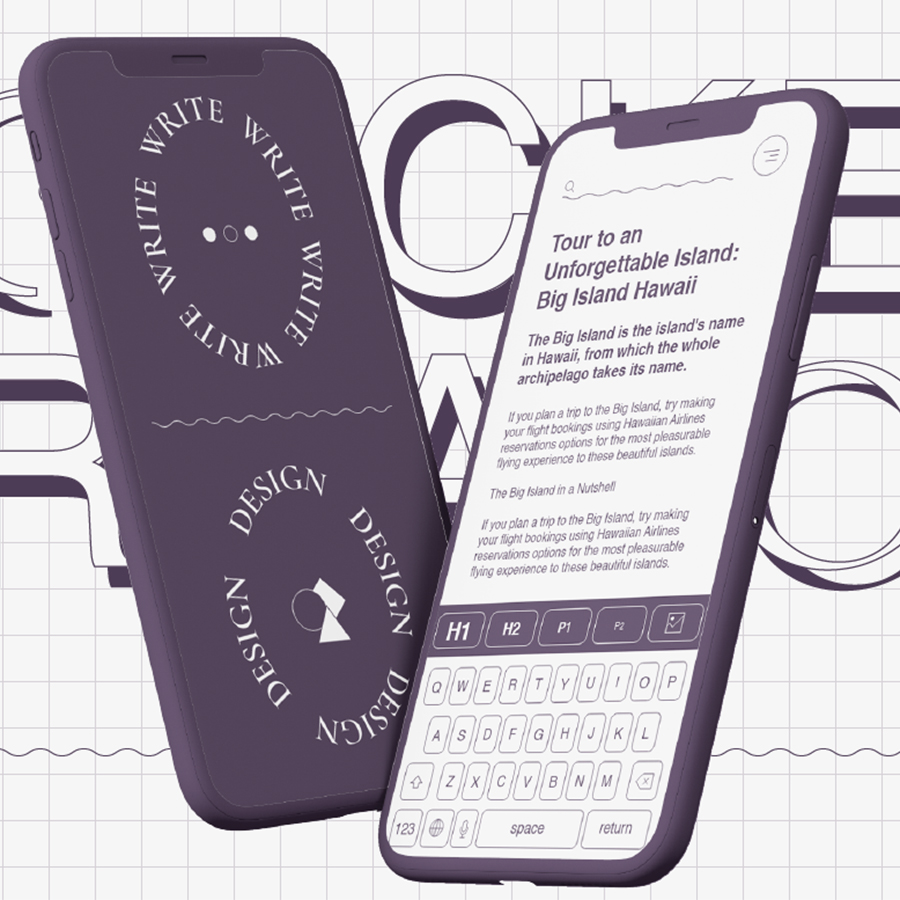 WRITE WRITE WRITE WRITE WRITE WRITE
DESIGN DESIGN DESIGN DESIGN DESIGN
Tour to an
Unforgettable Island:
Big Island Hawaii
The Big Island is the island's name
in Hawaii, from which the whole
archipelago takes its name.
If you plan a trip to the Big Island, try making
your flight bookings using Hawaiian Airlines
reservations options for the most pleasurable
flying experience to these beautiful islands.
The Big Island in a Nutshell
If you plan a trip to the Big Island, try making
your flight bookings using Hawaiian Airlines
reservations options for the most pleasurable
flying experience to these beautiful islands.
H1 H2 P1 P2
Q W E R T Y U I O P
A S D F G H J K L
Z X C V B N M
123 space return